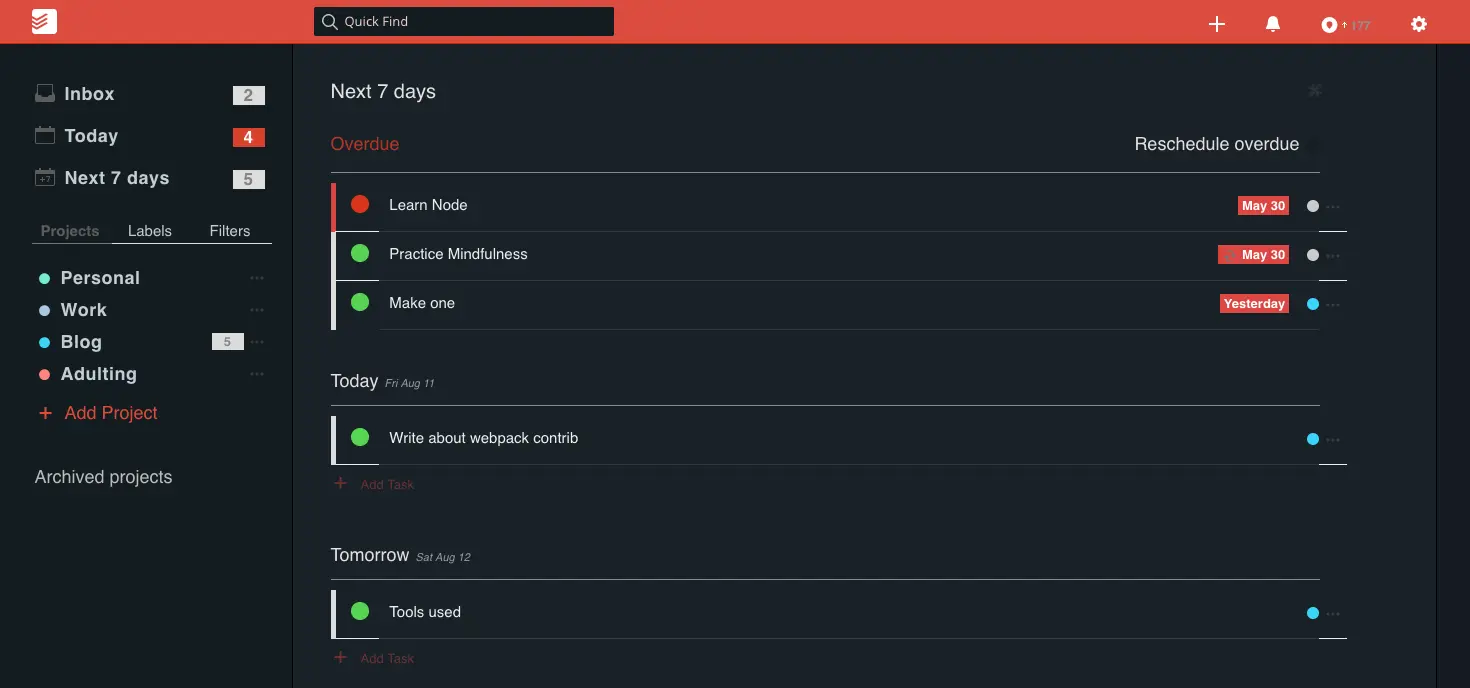 Quick Find
177
Inbox 2
Today 4
+7 Next 7 days 5
Projects Labels Filters
Personal
Work
Blog 5
Adulting
+ Add Project
Archived projects
Next 7 days
Overdue Reschedule overdue
Learn Node May 30
Practice Mindfulness May 30
Make one Yesterday
Today Fri Aug 11
Write about webpack contrib
+ Add Task
Tomorrow Sat Aug 12
Tools used
+ Add Task